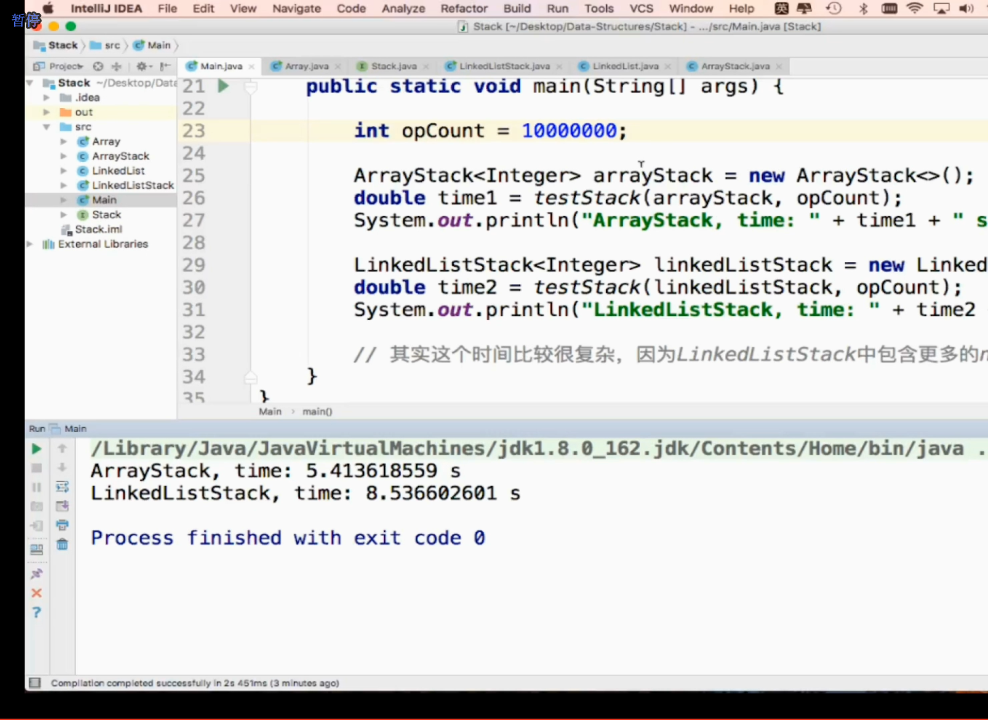 暂停
IntelliJ IDEA File Edit View Navigate Code Analyze Refactor Build Run Tools VCS Window Help
Stack [~/Desktop/Data-Structures/Stack] - .../src/Main.java [Stack]
Stack src Main
Project Main.java Array.java Stack.java LinkedListStack.java LinkedList.java ArrayStack.java
Stack ~/Desktop/Data
.idea
out
src
Array
ArrayStack
LinkedList
LinkedListStack
Main
Stack
Stack.iml
External Libraries
21 public static void main(String[] args) {
22
23 int opCount = 10000000;
24
25 ArrayStack<Integer> arrayStack = new ArrayStack<>();
26 double time1 = testStack(arrayStack, opCount);
27 System.out.println("ArrayStack, time: " + time1 + " s
28
29 LinkedListStack<Integer> linkedListStack = new Linked
30 double time2 = testStack(linkedListStack, opCount);
31 System.out.println("LinkedListStack, time: " + time2
32
33 // 其实这个时间比较很复杂，因为LinkedListStack中包含更多的n
34 }
35 }
Main › main()
Run Main
/Library/Java/JavaVirtualMachines/jdk1.8.0_162.jdk/Contents/Home/bin/java .
ArrayStack, time: 5.413618559 s
LinkedListStack, time: 8.536602601 s
Process finished with exit code 0
Compilation completed successfully in 2s 451ms (3 minutes ago)